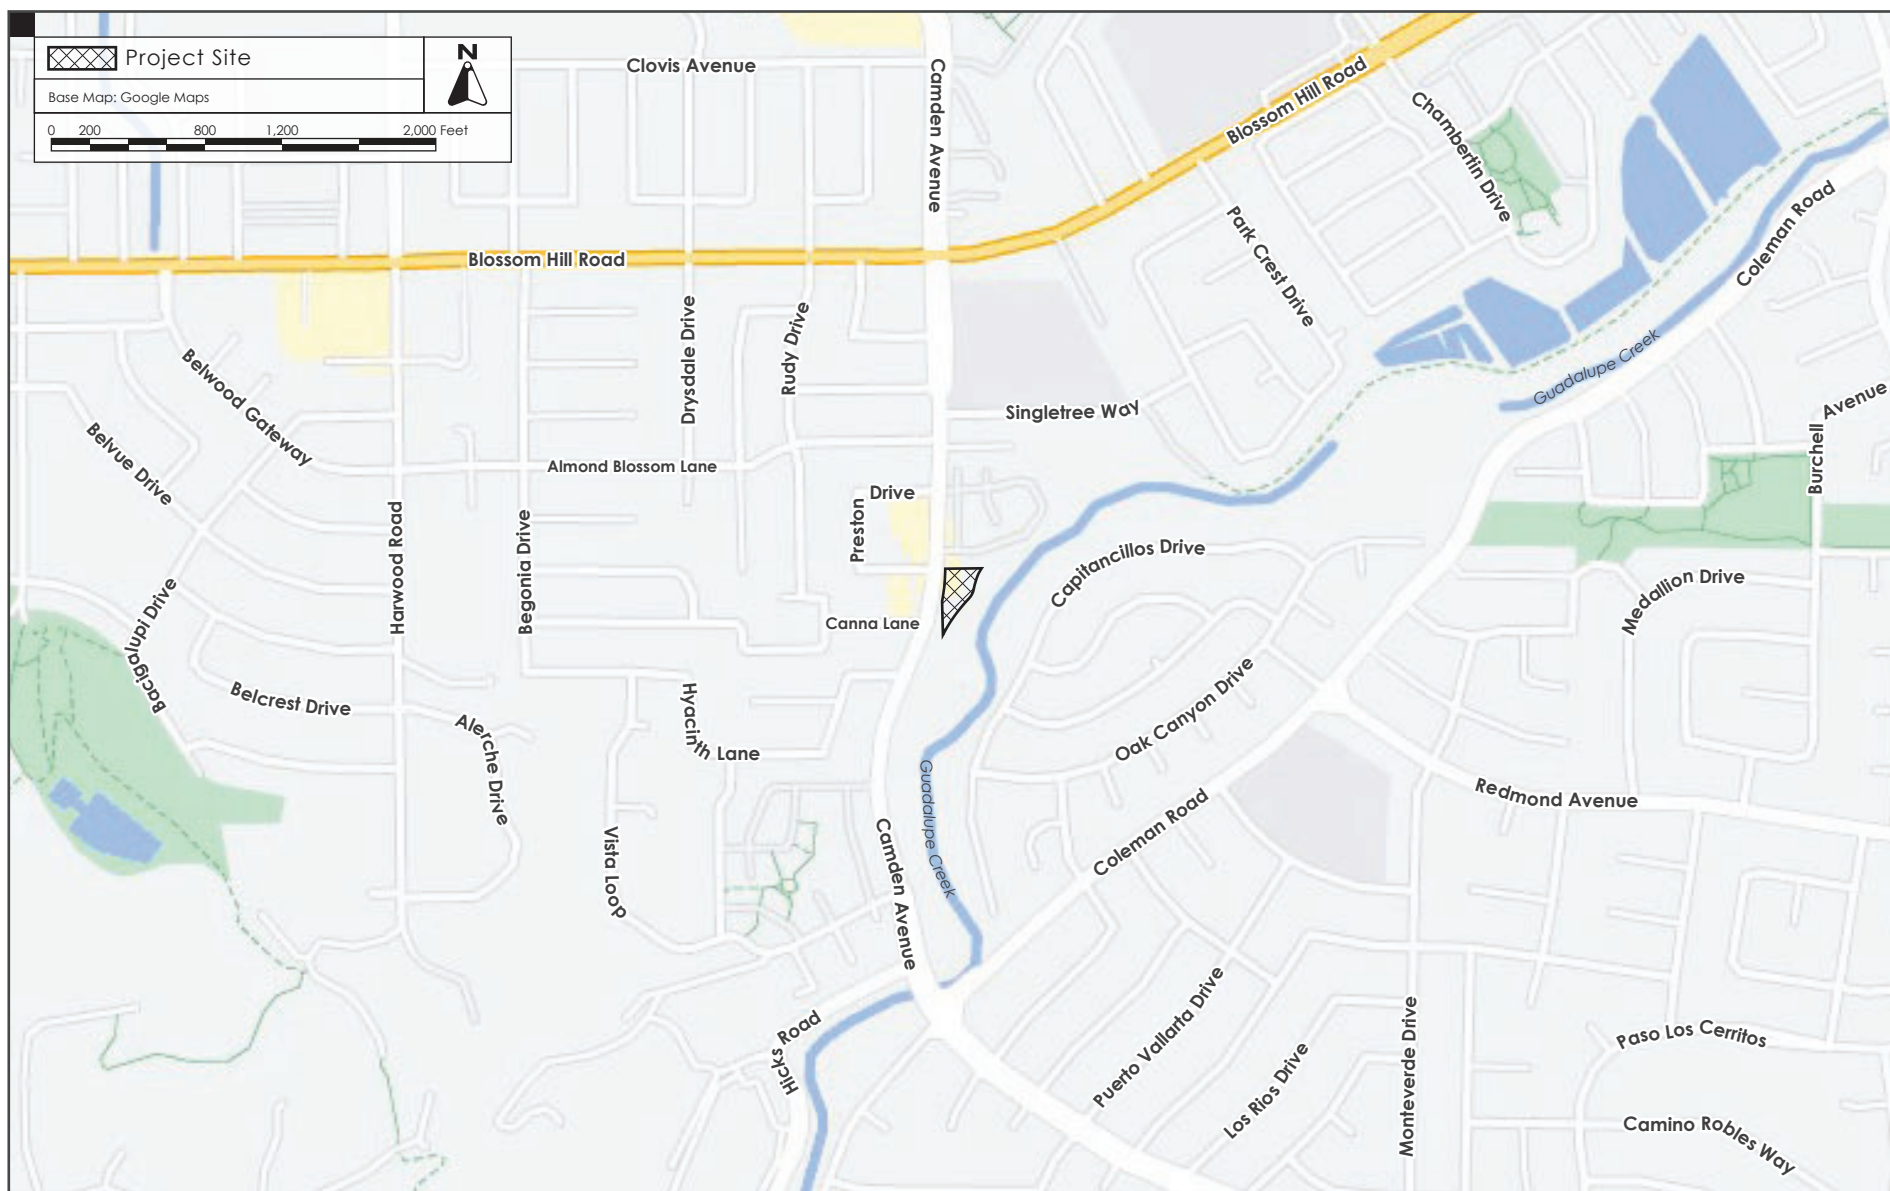 Project Site
N
Base Map: Google Maps
0 200 800 1,200 2,000 Feet
Clovis Avenue
Camden Avenue
Blossom Hill Road
Chambertin Drive
Coleman Road
Park Crest Drive
Blossom Hill Road
Drysdale Drive
Rudy Drive
Guadalupe Creek
Belwood Gateway
Singletree Way
Avenue
Burchell
Belvue Drive
Almond Blossom Lane
Drive
Preston
Harwood Road
Begonia Drive
Capitancillos Drive
Medallion Drive
Bacigalupi Drive
Canna Lane
Belcrest Drive
Alerche Drive
Hyacinth Lane
Oak Canyon Drive
Redmond Avenue
Guadalupe Creek
Coleman Road
Vista Loop
Camden Avenue
Puerto Vallarta Drive
Monteverde Drive
Hicks Road
Los Rios Drive
Paso Los Cerritos
Camino Robles Way